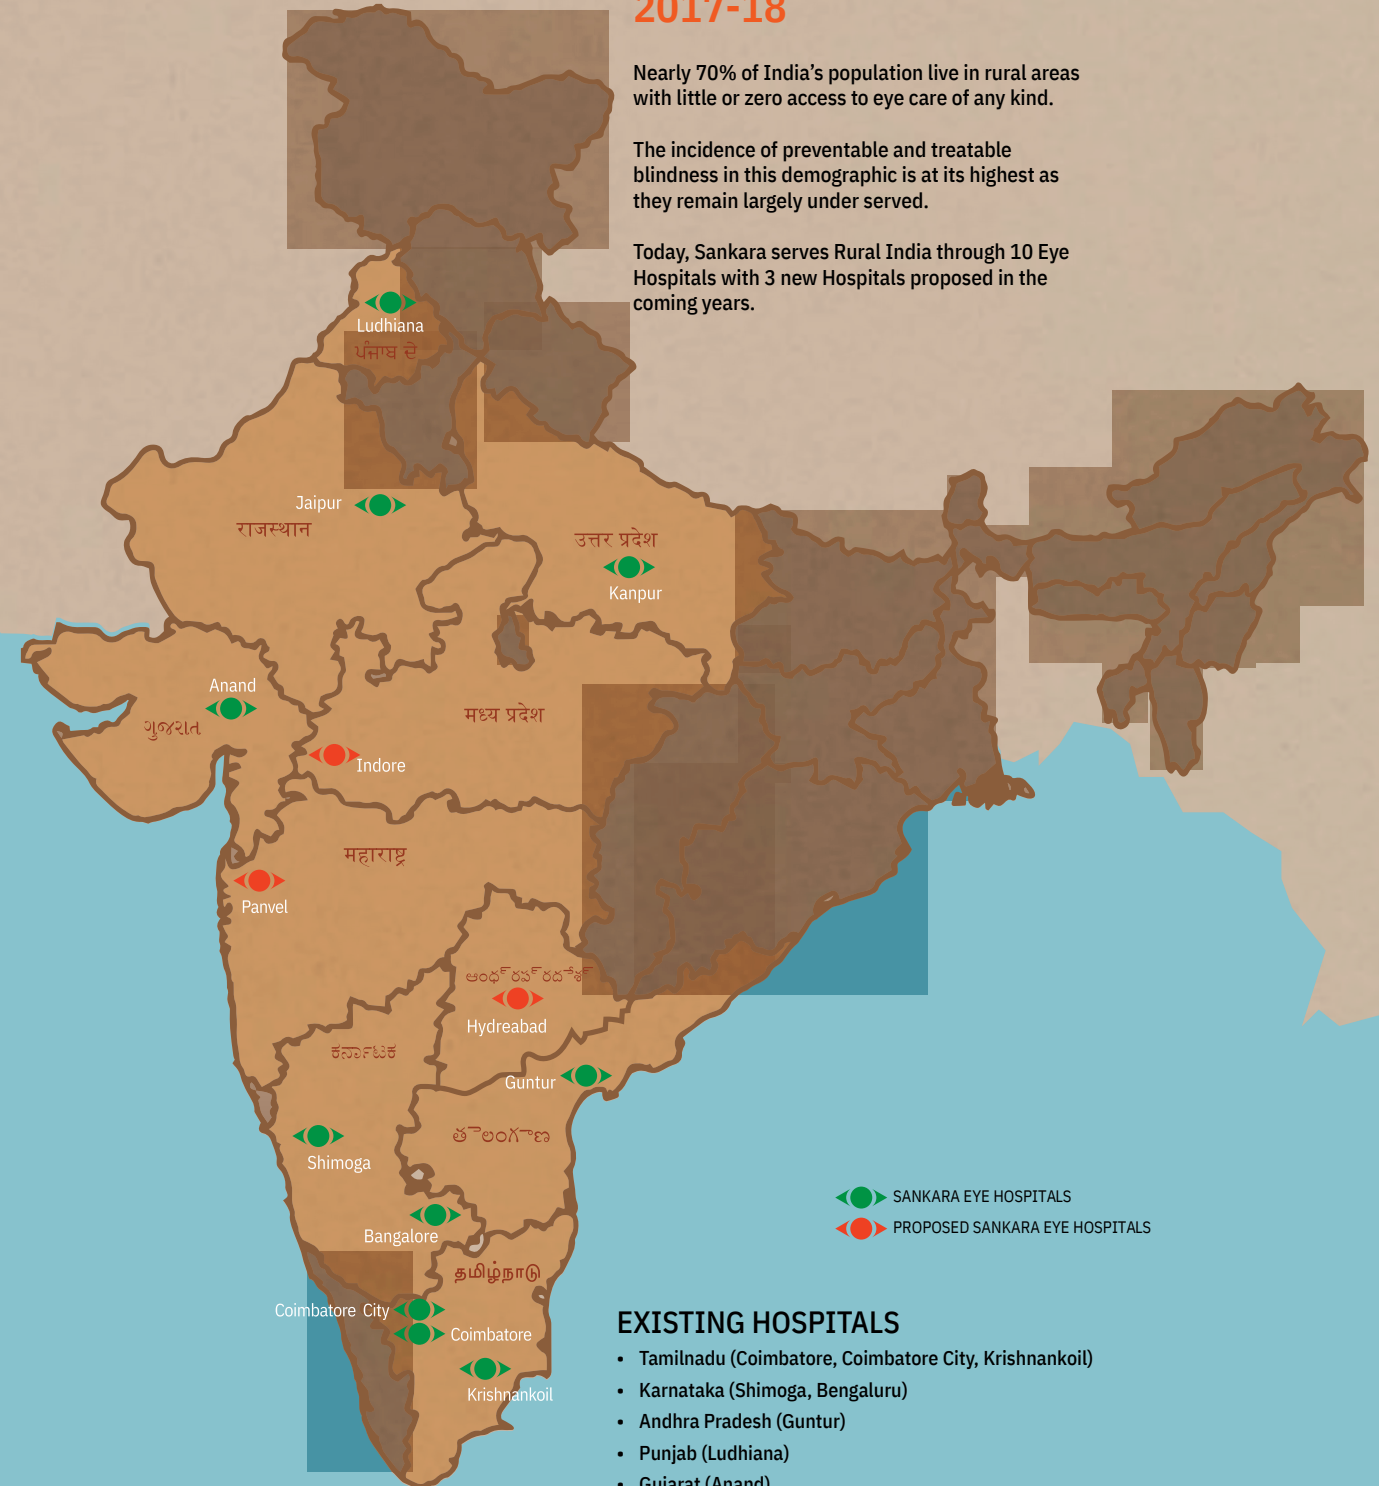 2017-18
Nearly 70% of India's population live in rural areas
with little or zero access to eye care of any kind.
The incidence of preventable and treatable
blindness in this demographic is at its highest as
they remain largely under served.
Today, Sankara serves Rural India through 10 Eye
Hospitals with 3 new Hospitals proposed in the
coming years.
Ludhiana
ਪੰਜਾਬ ਦੇ
Jaipur
राजस्थान
उत्तर प्रदेश
Kanpur
Anand
ગુજરાત
मध्य प्रदेश
Indore
महाराष्ट्र
Panvel
Hydreabad
ಕರ್ನಾಟಕ
Guntur
Shimoga
Bangalore
தமிழ்நாடு
Coimbatore City
Coimbatore
Krishnankoil
SANKARA EYE HOSPITALS
PROPOSED SANKARA EYE HOSPITALS
EXISTING HOSPITALS
• Tamilnadu (Coimbatore, Coimbatore City, Krishnankoil)
• Karnataka (Shimoga, Bengaluru)
• Andhra Pradesh (Guntur)
• Punjab (Ludhiana)
• Gujarat (Anand)